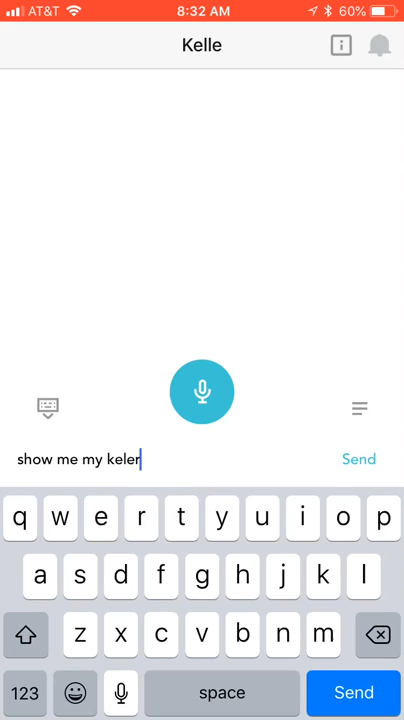 AT&T 8:32 AM 60%
Kelle
show me my keler Send
q w e r t y u i o p
a s d f g h j k l
z x c v b n m
123 space Send